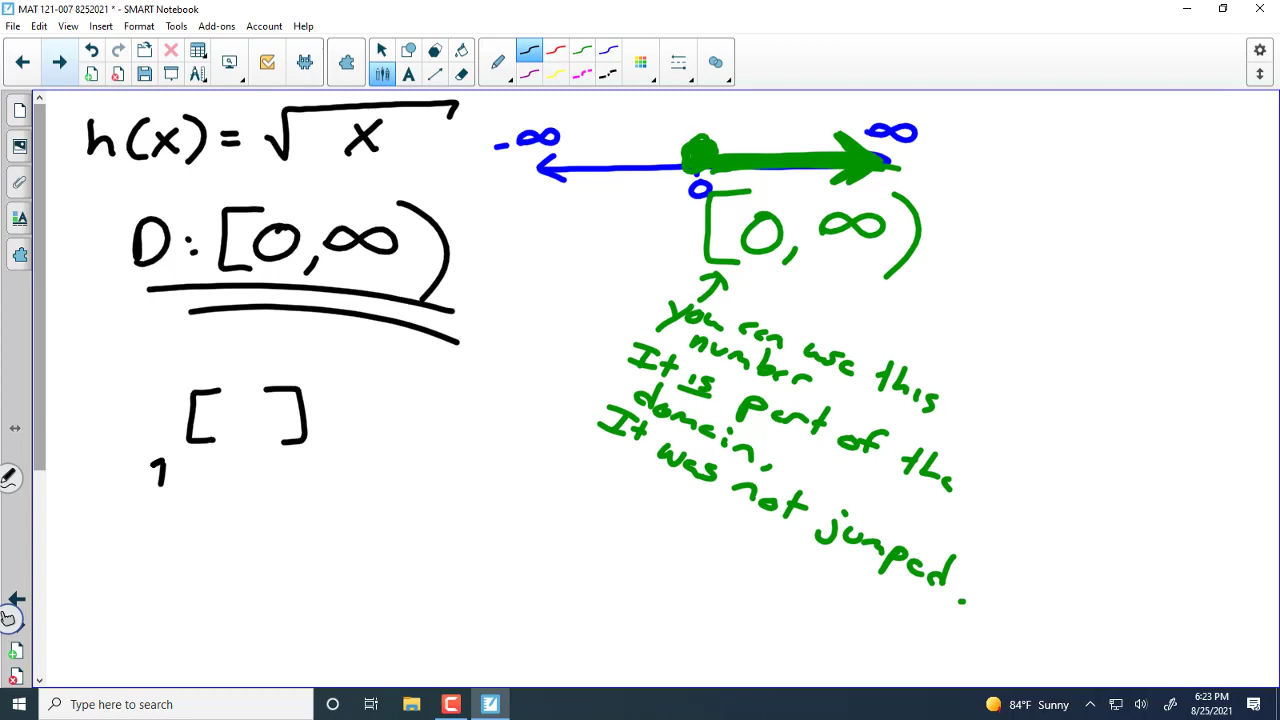 MAT 121-007 8252021 * - SMART Notebook
File Edit View Insert Format Tools Add-ons Account Help
h(x) = √x
D: [0, ∞)
[ ]
1
-∞ ∞
0
[0, ∞)
you can use this
number
It is part of the
domain.
It was not jumped.
Type here to search
84°F Sunny
6:23 PM
8/25/2021